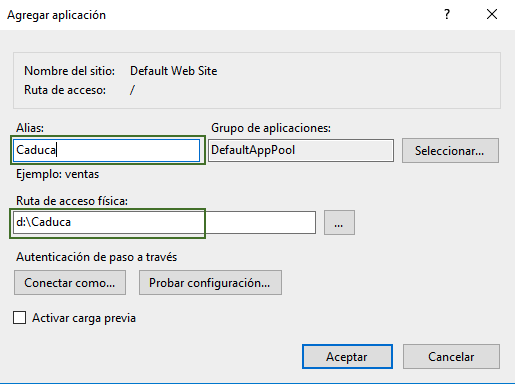 Agregar aplicación
Nombre del sitio: Default Web Site
Ruta de acceso: /
Alias: Grupo de aplicaciones:
Caduca DefaultAppPool Seleccionar...
Ejemplo: ventas
Ruta de acceso física:
d:\Caduca ...
Autenticación de paso a través
Conectar como... Probar configuración...
Activar carga previa
Aceptar Cancelar